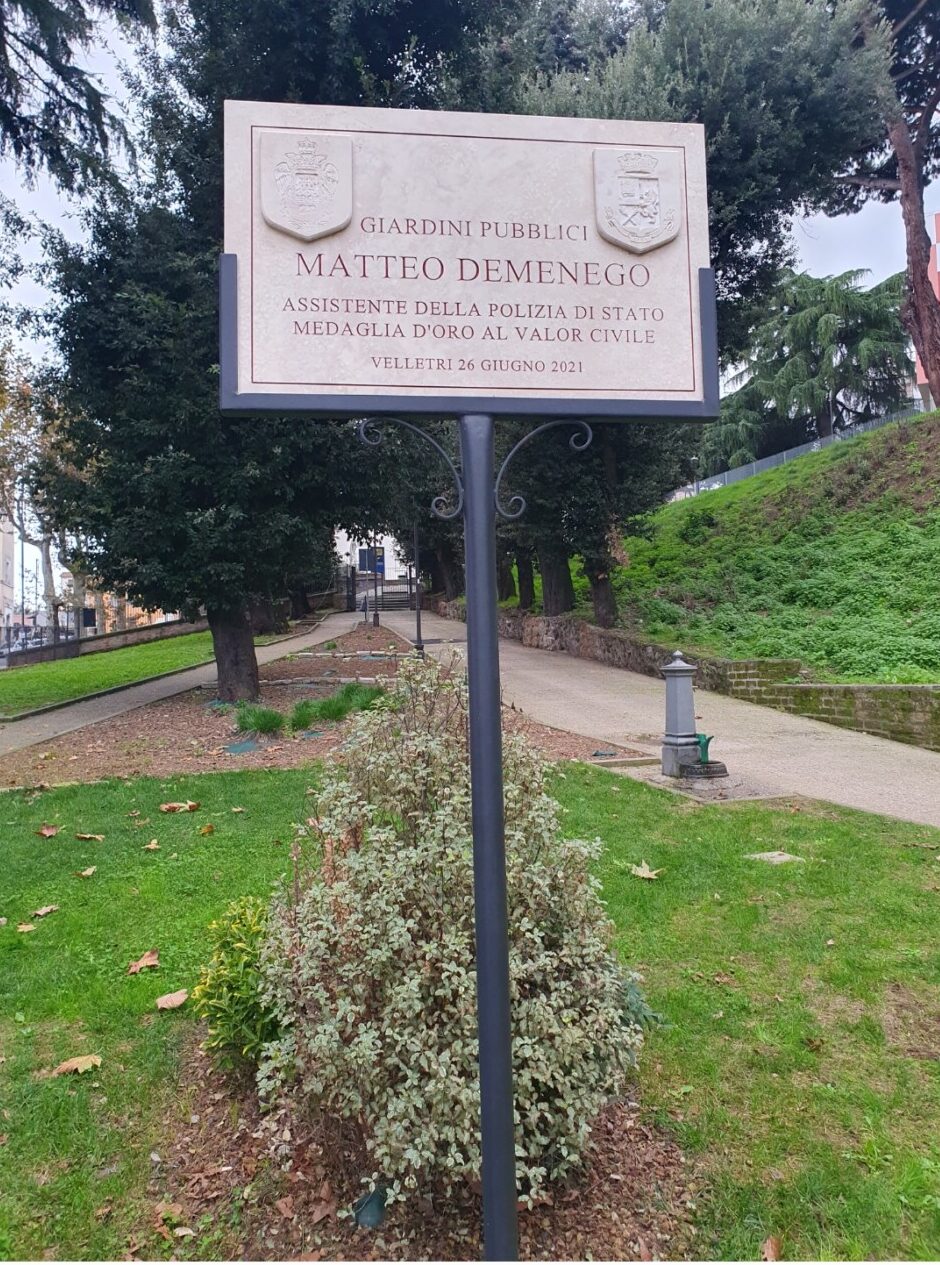 GIARDINI PUBBLICI
MATTEO DEMENEGO
ASSISTENTE DELLA POLIZIA DI STATO
MEDAGLIA D'ORO AL VALOR CIVILE
VELLETRI 26 GIUGNO 2021